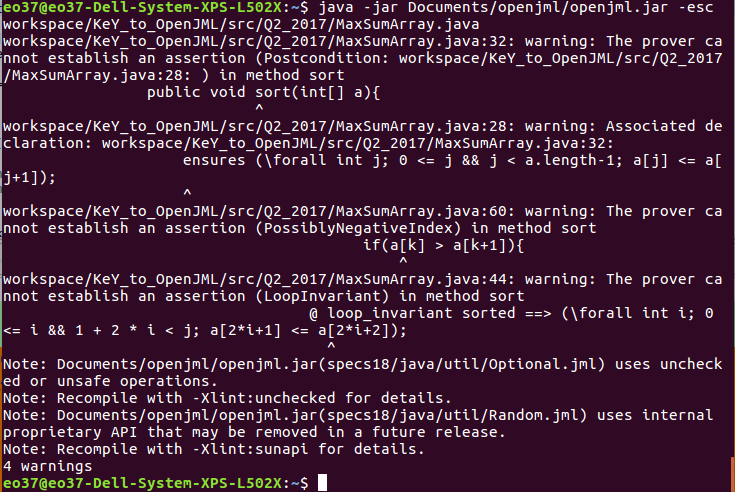 eo37@eo37-Dell-System-XPS-L502X:~$ java -jar Documents/openjml/openjml.jar -esc
workspace/KeY_to_OpenJML/src/Q2_2017/MaxSumArray.java
workspace/KeY_to_OpenJML/src/Q2_2017/MaxSumArray.java:32: warning: The prover ca
nnot establish an assertion (Postcondition: workspace/KeY_to_OpenJML/src/Q2_2017
/MaxSumArray.java:28: ) in method sort
public void sort(int[] a){
^
workspace/KeY_to_OpenJML/src/Q2_2017/MaxSumArray.java:28: warning: Associated de
claration: workspace/KeY_to_OpenJML/src/Q2_2017/MaxSumArray.java:32:
ensures (\forall int j; 0 <= j && j < a.length-1; a[j] <= a[
j+1]);
^
workspace/KeY_to_OpenJML/src/Q2_2017/MaxSumArray.java:60: warning: The prover ca
nnot establish an assertion (PossiblyNegativeIndex) in method sort
if(a[k] > a[k+1]){
^
workspace/KeY_to_OpenJML/src/Q2_2017/MaxSumArray.java:44: warning: The prover ca
nnot establish an assertion (LoopInvariant) in method sort
@ loop_invariant sorted ==> (\forall int i; 0
<= i && 1 + 2 * i < j; a[2*i+1] <= a[2*i+2]);
^
Note: Documents/openjml/openjml.jar(specs18/java/util/Optional.jml) uses uncheck
ed or unsafe operations.
Note: Recompile with -Xlint:unchecked for details.
Note: Documents/openjml/openjml.jar(specs18/java/util/Random.jml) uses internal
proprietary API that may be removed in a future release.
Note: Recompile with -Xlint:sunapi for details.
4 warnings
eo37@eo37-Dell-System-XPS-L502X:~$